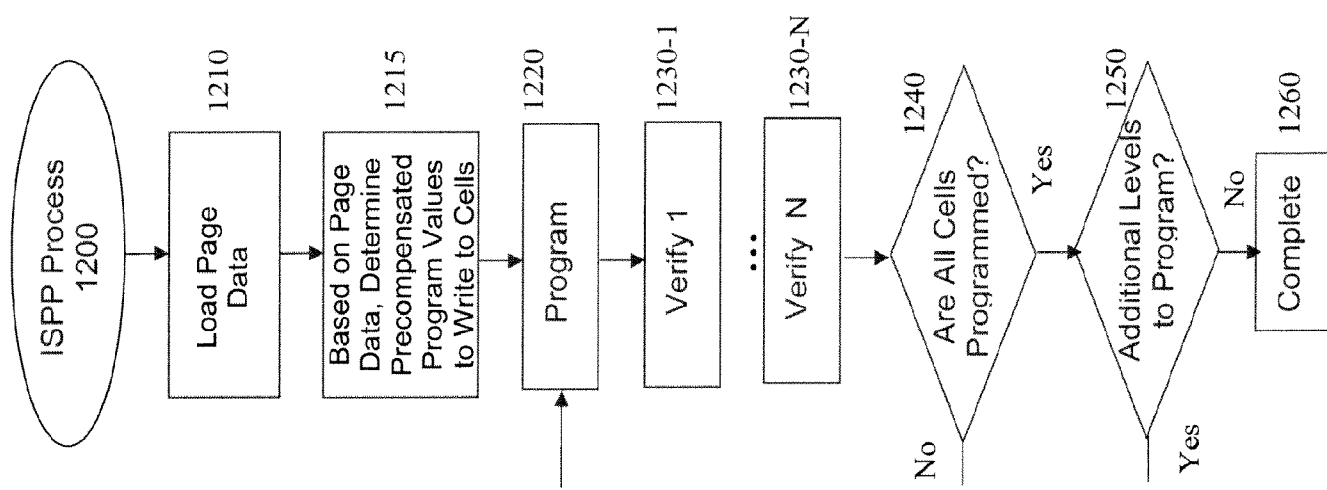 ISPP Process
1200
Load Page
Data
1210
Based on Page
Data, Determine
Precompensated
Program Values
to Write to Cells
1215
Program
1220
Verify 1
1230-1
...
Verify N
1230-N
Are All Cells
Programmed?
1240
No
Yes
Additional Levels
to Program?
1250
Yes
No
Complete
1260